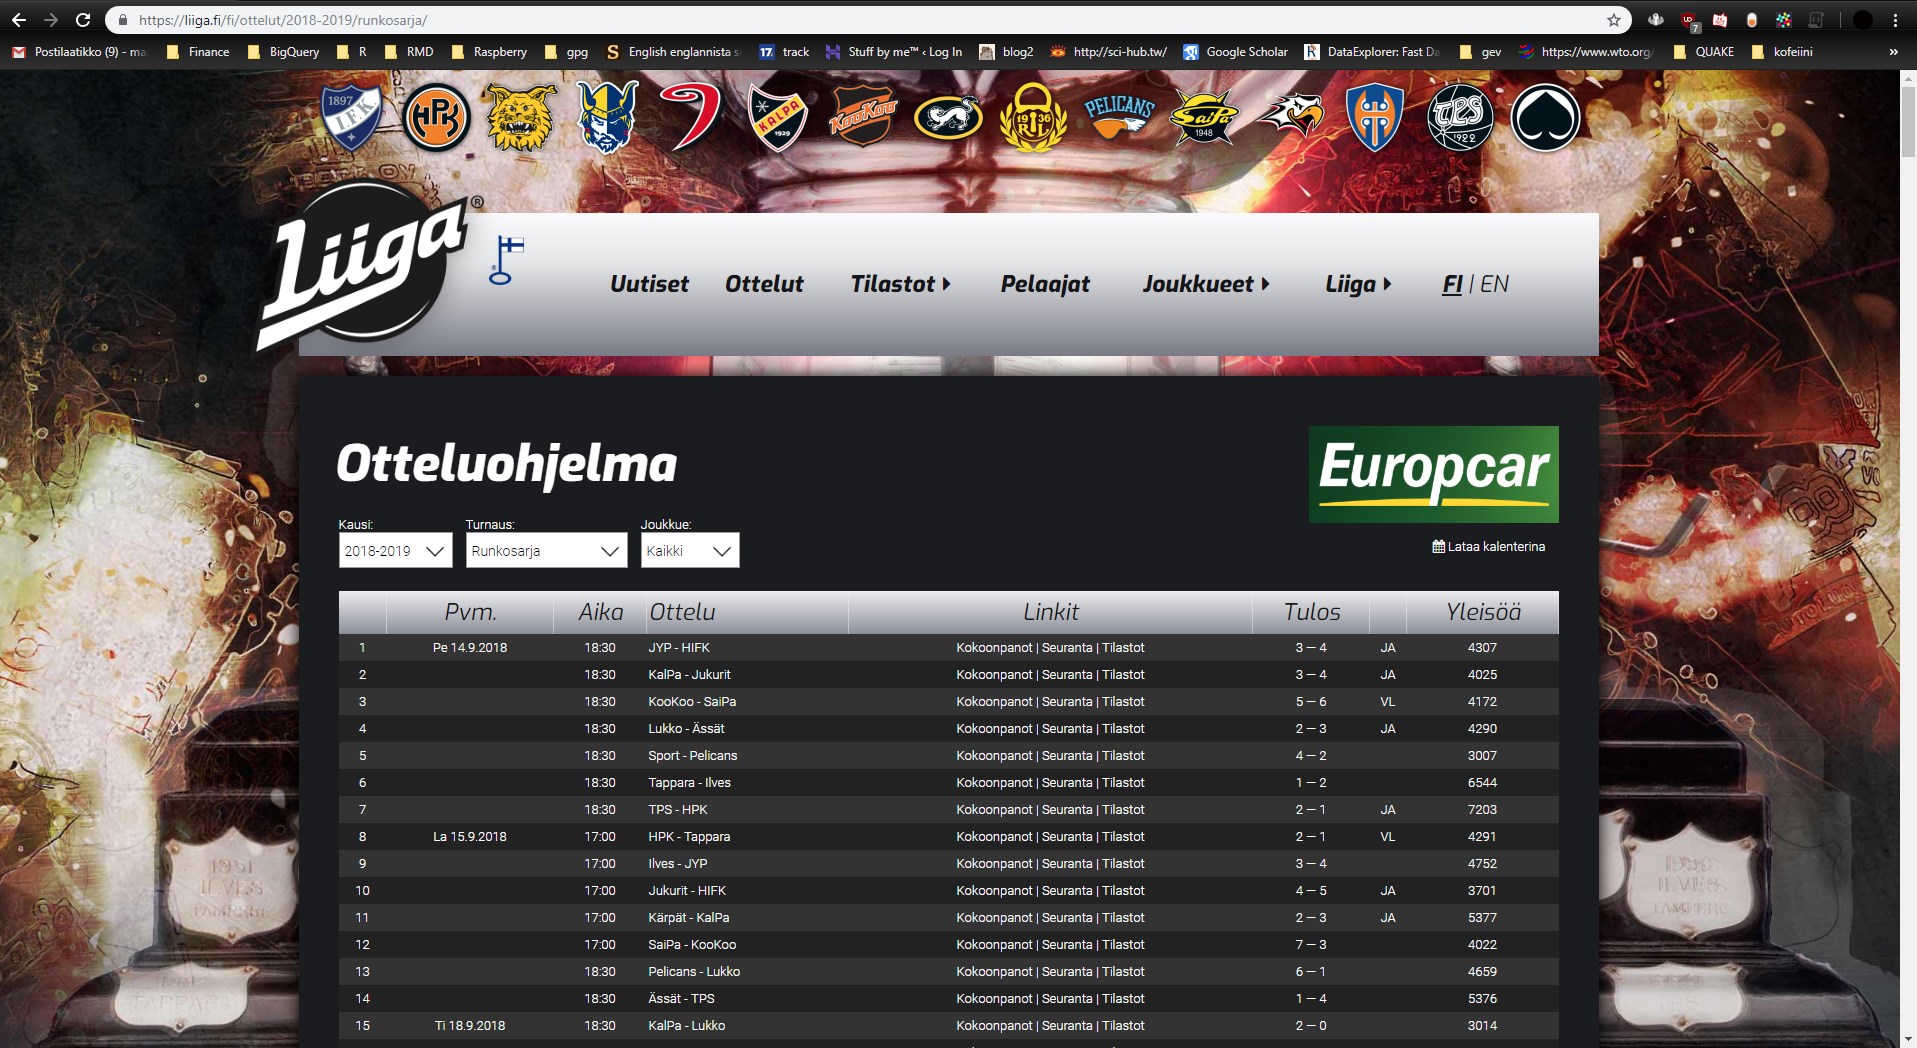 https://liiga.fi/fi/ottelut/2018-2019/runkosarja/
Postilaatikko (9) - ma Finance BigQuery R RMD Raspberry gpg English englannista s track Stuff by me™ ‹ Log In blog2 http://sci-hub.tw/ Google Scholar DataExplorer: Fast Da gev https://www.wto.org/ QUAKE kofeiini »
1897 I.F.K HPK KALPA 1929 KooKoo 1936 RL PELICANS SaiPa 1948 TPS 1922
Liiga®
Uutiset Ottelut Tilastot Pelaajat Joukkueet Liiga FI | EN
Otteluohjelma
Europcar
Kausi: Turnaus: Joukkue:
2018-2019 Runkosarja Kaikki
Lataa kalenterina
Pvm. Aika Ottelu Linkit Tulos Yleisöä
1 Pe 14.9.2018 18:30 JYP - HIFK Kokoonpanot | Seuranta | Tilastot 3 — 4 JA 4307
2 18:30 KalPa - Jukurit Kokoonpanot | Seuranta | Tilastot 3 — 4 JA 4025
3 18:30 KooKoo - SaiPa Kokoonpanot | Seuranta | Tilastot 5 — 6 VL 4172
4 18:30 Lukko - Ässät Kokoonpanot | Seuranta | Tilastot 2 — 3 JA 4290
5 18:30 Sport - Pelicans Kokoonpanot | Seuranta | Tilastot 4 — 2 3007
6 18:30 Tappara - Ilves Kokoonpanot | Seuranta | Tilastot 1 — 2 6544
7 18:30 TPS - HPK Kokoonpanot | Seuranta | Tilastot 2 — 1 JA 7203
8 La 15.9.2018 17:00 HPK - Tappara Kokoonpanot | Seuranta | Tilastot 2 — 1 VL 4291
9 17:00 Ilves - JYP Kokoonpanot | Seuranta | Tilastot 3 — 4 4752
10 17:00 Jukurit - HIFK Kokoonpanot | Seuranta | Tilastot 4 — 5 JA 3701
11 17:00 Kärpät - KalPa Kokoonpanot | Seuranta | Tilastot 2 — 3 JA 5377
12 17:00 SaiPa - KooKoo Kokoonpanot | Seuranta | Tilastot 7 — 3 4022
13 18:30 Pelicans - Lukko Kokoonpanot | Seuranta | Tilastot 6 — 1 4659
14 18:30 Ässät - TPS Kokoonpanot | Seuranta | Tilastot 1 — 4 5376
15 Ti 18.9.2018 18:30 KalPa - Lukko Kokoonpanot | Seuranta | Tilastot 2 — 0 3014
1951
ILVES
TAMPERE
ILVES
TAPPARA